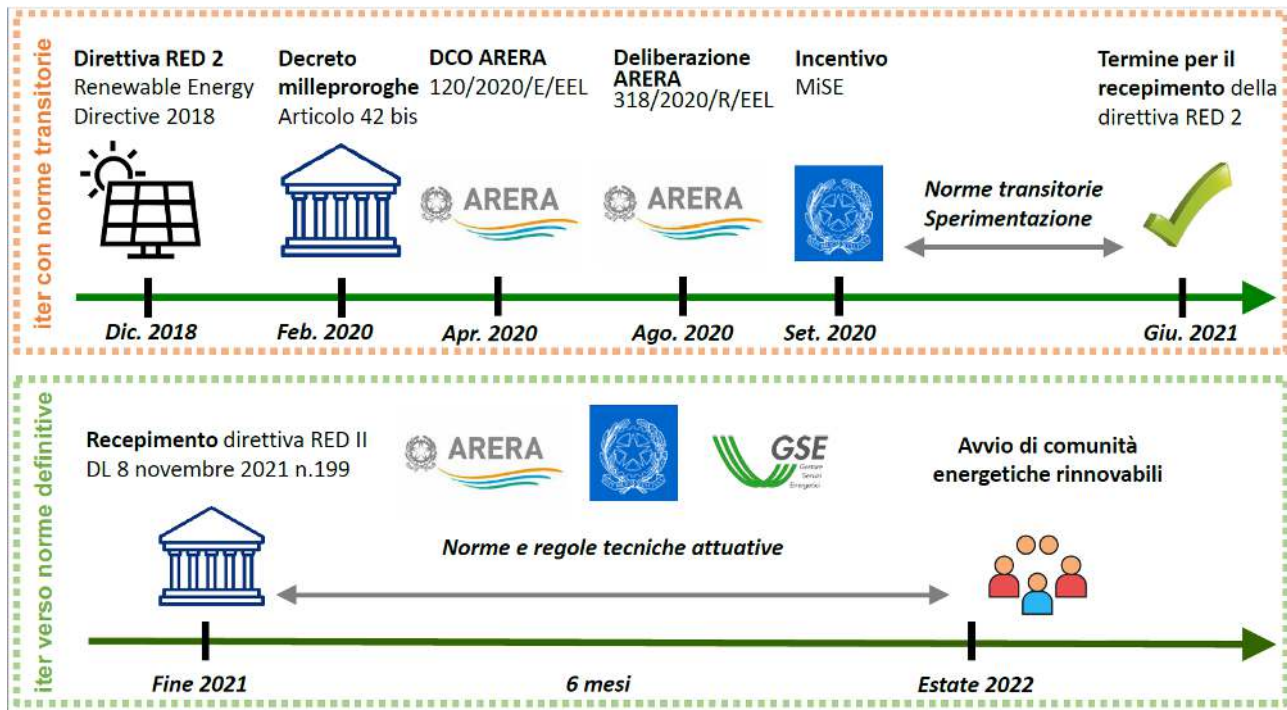 iter con norme transitorie
Direttiva RED 2
Renewable Energy
Directive 2018
Decreto
milleproroghe
Articolo 42 bis
DCO ARERA
120/2020/E/EEL
Deliberazione
ARERA
318/2020/R/EEL
Incentivo
MiSE
Termine per il
recepimento della
direttiva RED 2
ARERA
ARERA
Norme transitorie
Sperimentazione
Dic. 2018
Feb. 2020
Apr. 2020
Ago. 2020
Set. 2020
Giu. 2021
iter verso norme definitive
Recepimento direttiva RED II
DL 8 novembre 2021 n.199
ARERA
GSE
Gestore
Servizi
Energetici
Avvio di comunità
energetiche rinnovabili
Norme e regole tecniche attuative
Fine 2021
6 mesi
Estate 2022